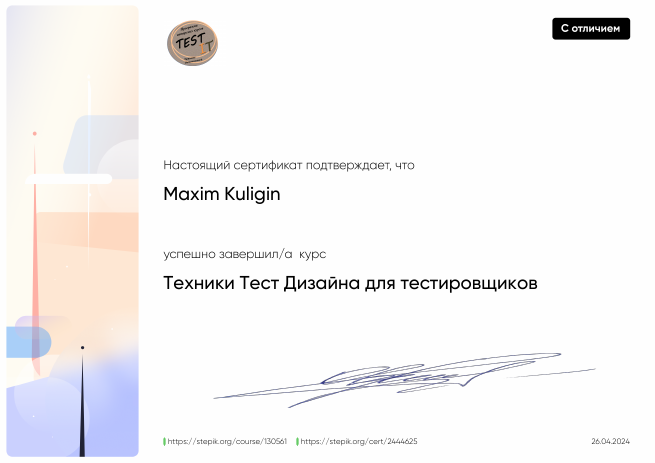 С отличием
TEST
IT
Настоящий сертификат подтверждает, что
Maxim Kuligin
успешно завершил/а курс
Техники Тест Дизайна для тестировщиков
https://stepik.org/course/130561 https://stepik.org/cert/2444625
26.04.2024